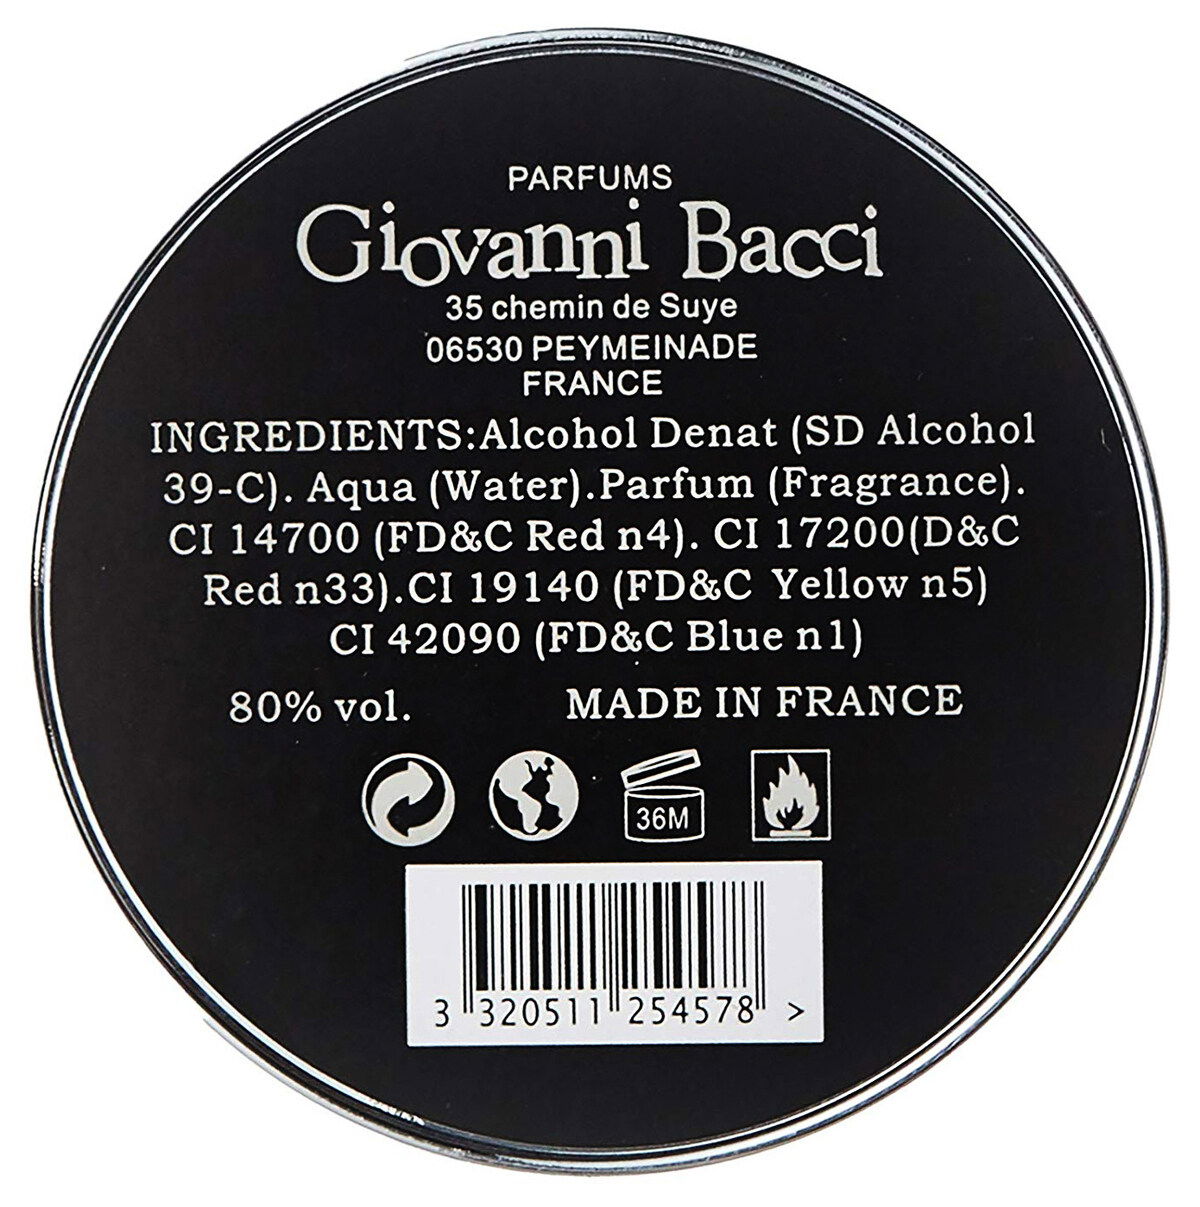 PARFUMS
Giovanni Bacci
35 chemin de Suye
06530 PEYMEINADE
FRANCE
INGREDIENTS:Alcohol Denat (SD Alcohol
39-C). Aqua (Water).Parfum (Fragrance).
CI 14700 (FD&C Red n4). CI 17200(D&C
Red n33).CI 19140 (FD&C Yellow n5)
CI 42090 (FD&C Blue n1)
80% vol. MADE IN FRANCE
36M
3 320511 254578 >